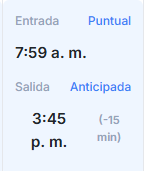 Entrada Puntual
7:59 a. m.
Salida Anticipada
3:45 (-15
p. m. min)